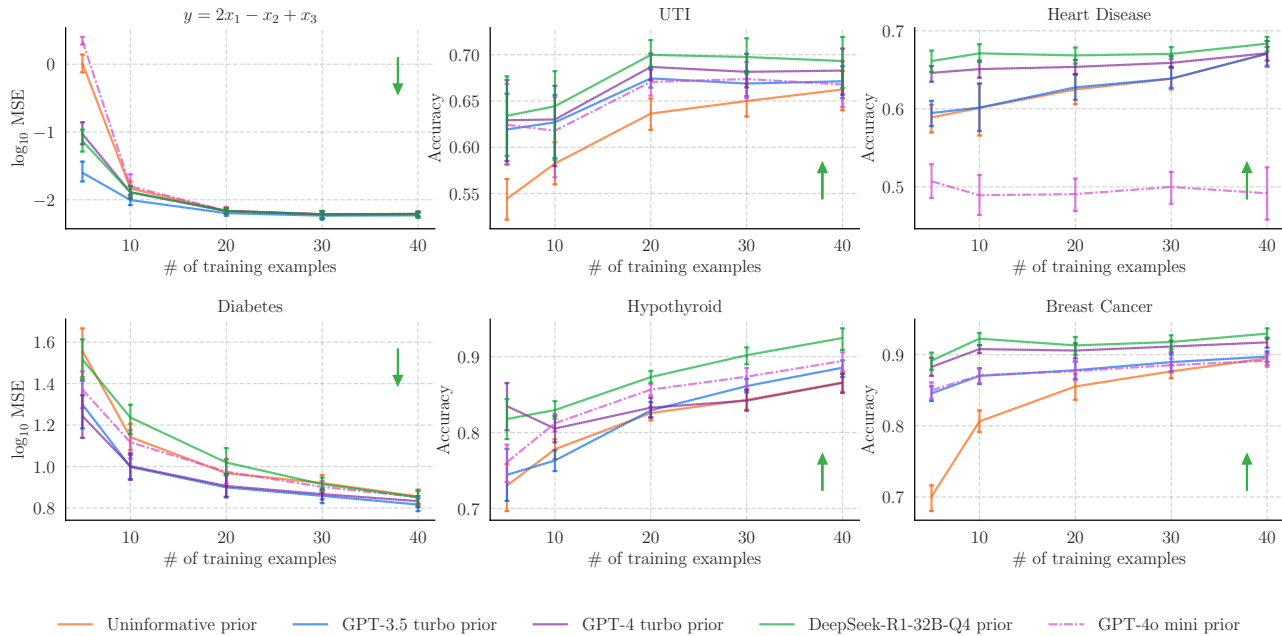 y = 2x₁ − x₂ + x₃
log₁₀ MSE
0
−1
−2
10 20 30 40
# of training examples
UTI
Accuracy
0.70
0.65
0.60
0.55
10 20 30 40
# of training examples
Heart Disease
Accuracy
0.7
0.6
0.5
10 20 30 40
# of training examples
Diabetes
log₁₀ MSE
1.6
1.4
1.2
1.0
0.8
10 20 30 40
# of training examples
Hypothyroid
Accuracy
0.9
0.8
0.7
10 20 30 40
# of training examples
Breast Cancer
Accuracy
0.9
0.8
0.7
10 20 30 40
# of training examples
Uninformative prior GPT-3.5 turbo prior GPT-4 turbo prior DeepSeek-R1-32B-Q4 prior GPT-4o mini prior